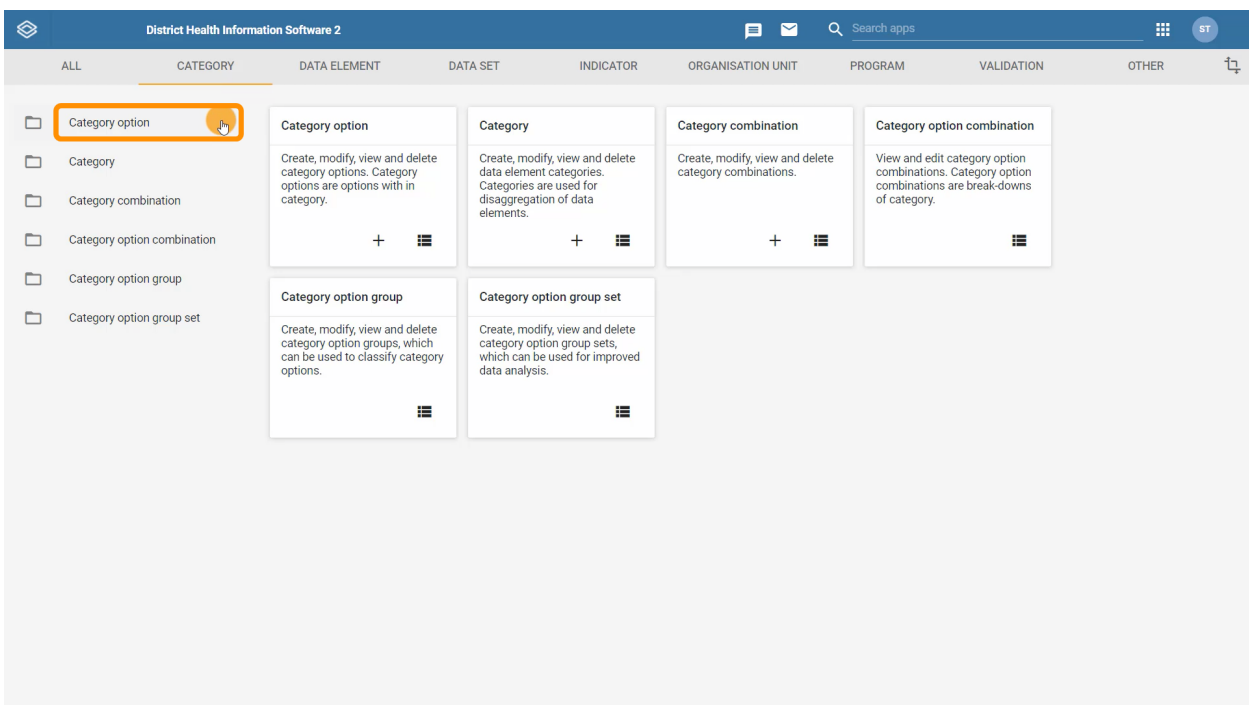 District Health Information Software 2
Search apps
ST
ALL
CATEGORY
DATA ELEMENT
DATA SET
INDICATOR
ORGANISATION UNIT
PROGRAM
VALIDATION
OTHER
Category option
Category
Category combination
Category option combination
Category option group
Category option group set
Category option
Create, modify, view and delete
category options. Category
options are options with in
category.
Category
Create, modify, view and delete
data element categories.
Categories are used for
disaggregation of data
elements.
Category combination
Create, modify, view and delete
category combinations.
Category option combination
View and edit category option
combinations. Category option
combinations are break-downs
of category.
Category option group
Create, modify, view and delete
category option groups, which
can be used to classify category
options.
Category option group set
Create, modify, view and delete
category option group sets,
which can be used for improved
data analysis.